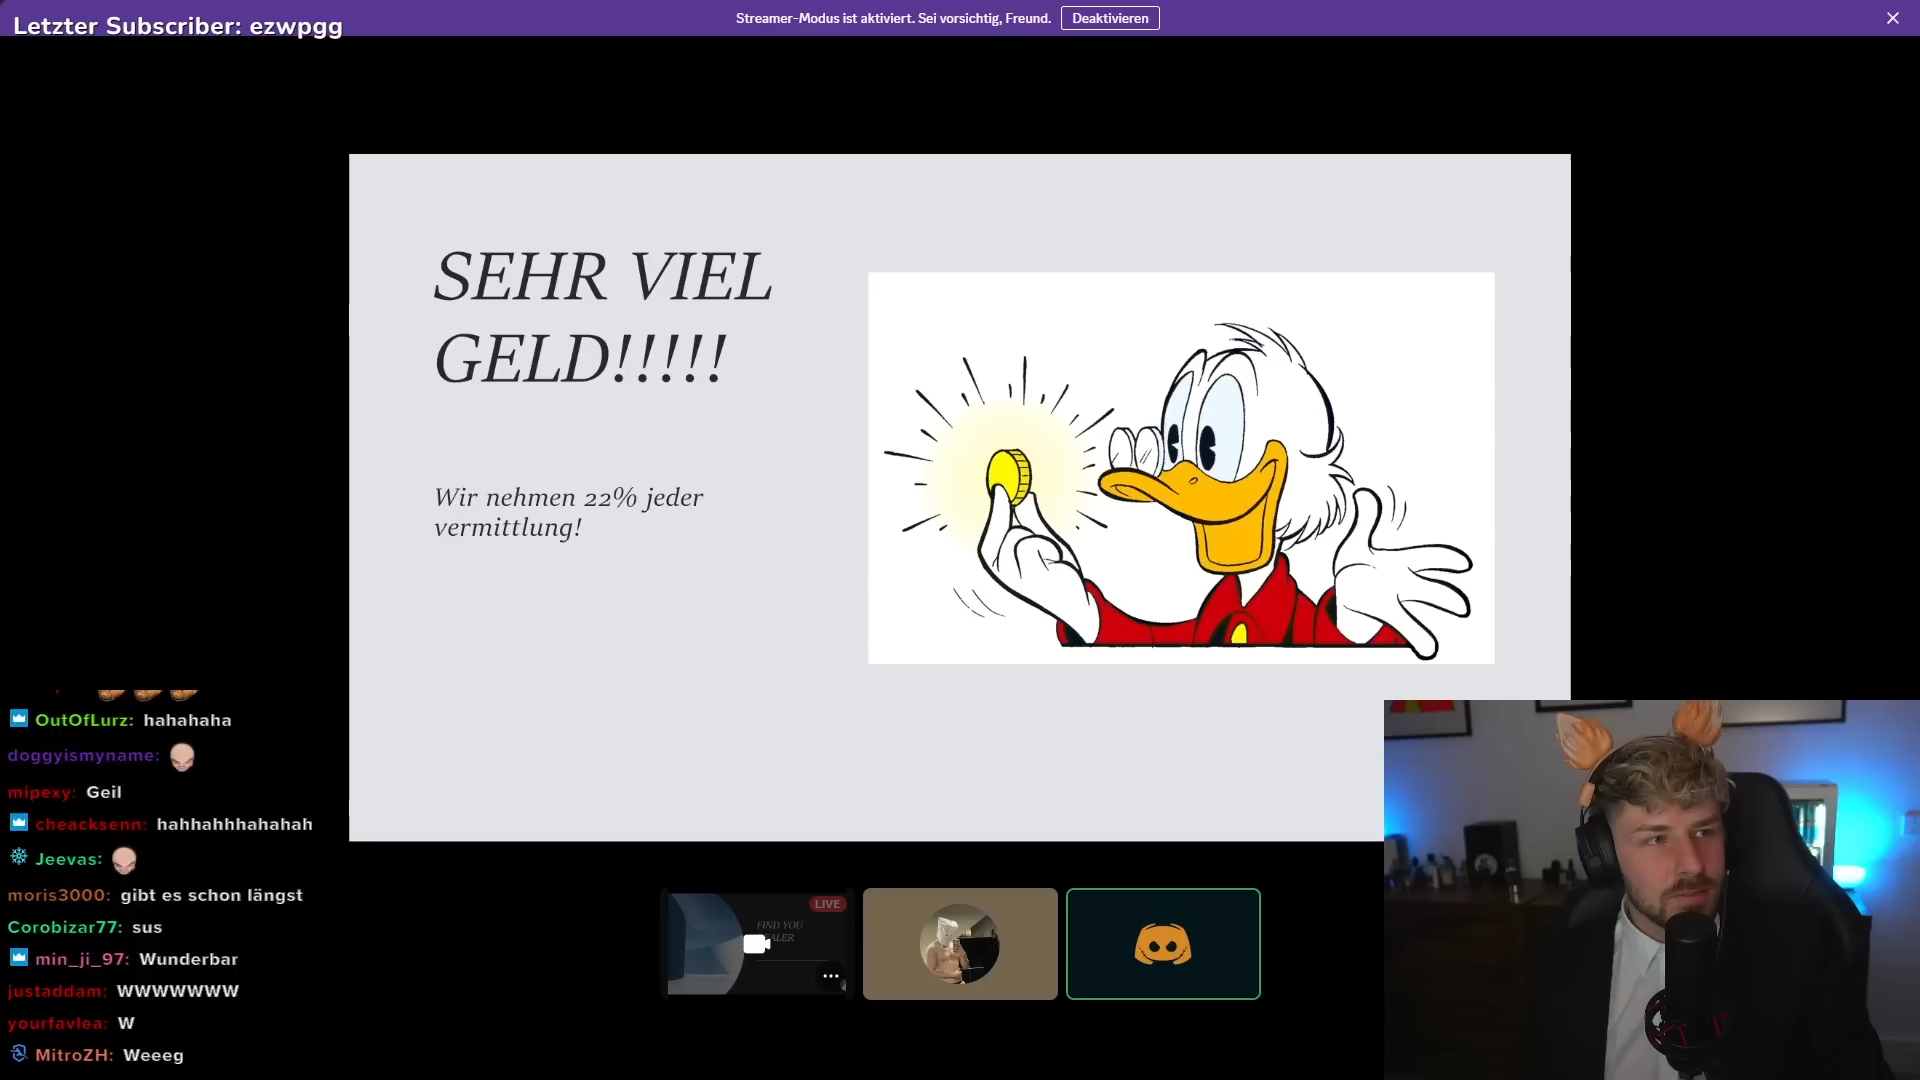 Letzter Subscriber: ezwpgg
Streamer-Modus ist aktiviert. Sei vorsichtig, Freund.
Deaktivieren
SEHR VIEL
GELD!!!!!
Wir nehmen 22% jeder
vermittlung!
OutOfLurz: hahahaha
doggyismyname:
mipexy: Geil
cheacksenn: hahhahhhahahah
Jeevas:
moris3000: gibt es schon längst
Corobizar77: sus
min_ji_97: Wunderbar
justaddam: WWWWWWW
yourfavlea: W
MitroZH: Weeeg
LIVE
FIND YOU